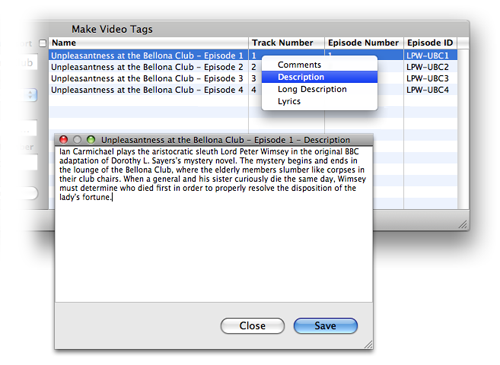 Make Video Tags
Name Track Number Episode Number Episode ID
Unpleasantness at the Bellona Club – Episode 1 1 1 LPW-UBC1
Unpleasantness at the Bellona Club – Episode 2 2 LPW-UBC2
Unpleasantness at the Bellona Club – Episode 3 3 LPW-UBC3
Unpleasantness at the Bellona Club – Episode 4 4 LPW-UBC4
Comments
Description
Long Description
Lyrics
Unpleasantness at the Bellona Club – Episode 1 – Description
Ian Carmichael plays the aristocratic sleuth Lord Peter Wimsey in the original BBC
adaptation of Dorothy L. Sayers's mystery novel. The mystery begins and ends in
the lounge of the Bellona Club, where the elderly members slumber like corpses in
their club chairs. When a general and his sister curiously die the same day, Wimsey
must determine who died first in order to properly resolve the disposition of the
lady's fortune.
Close Save